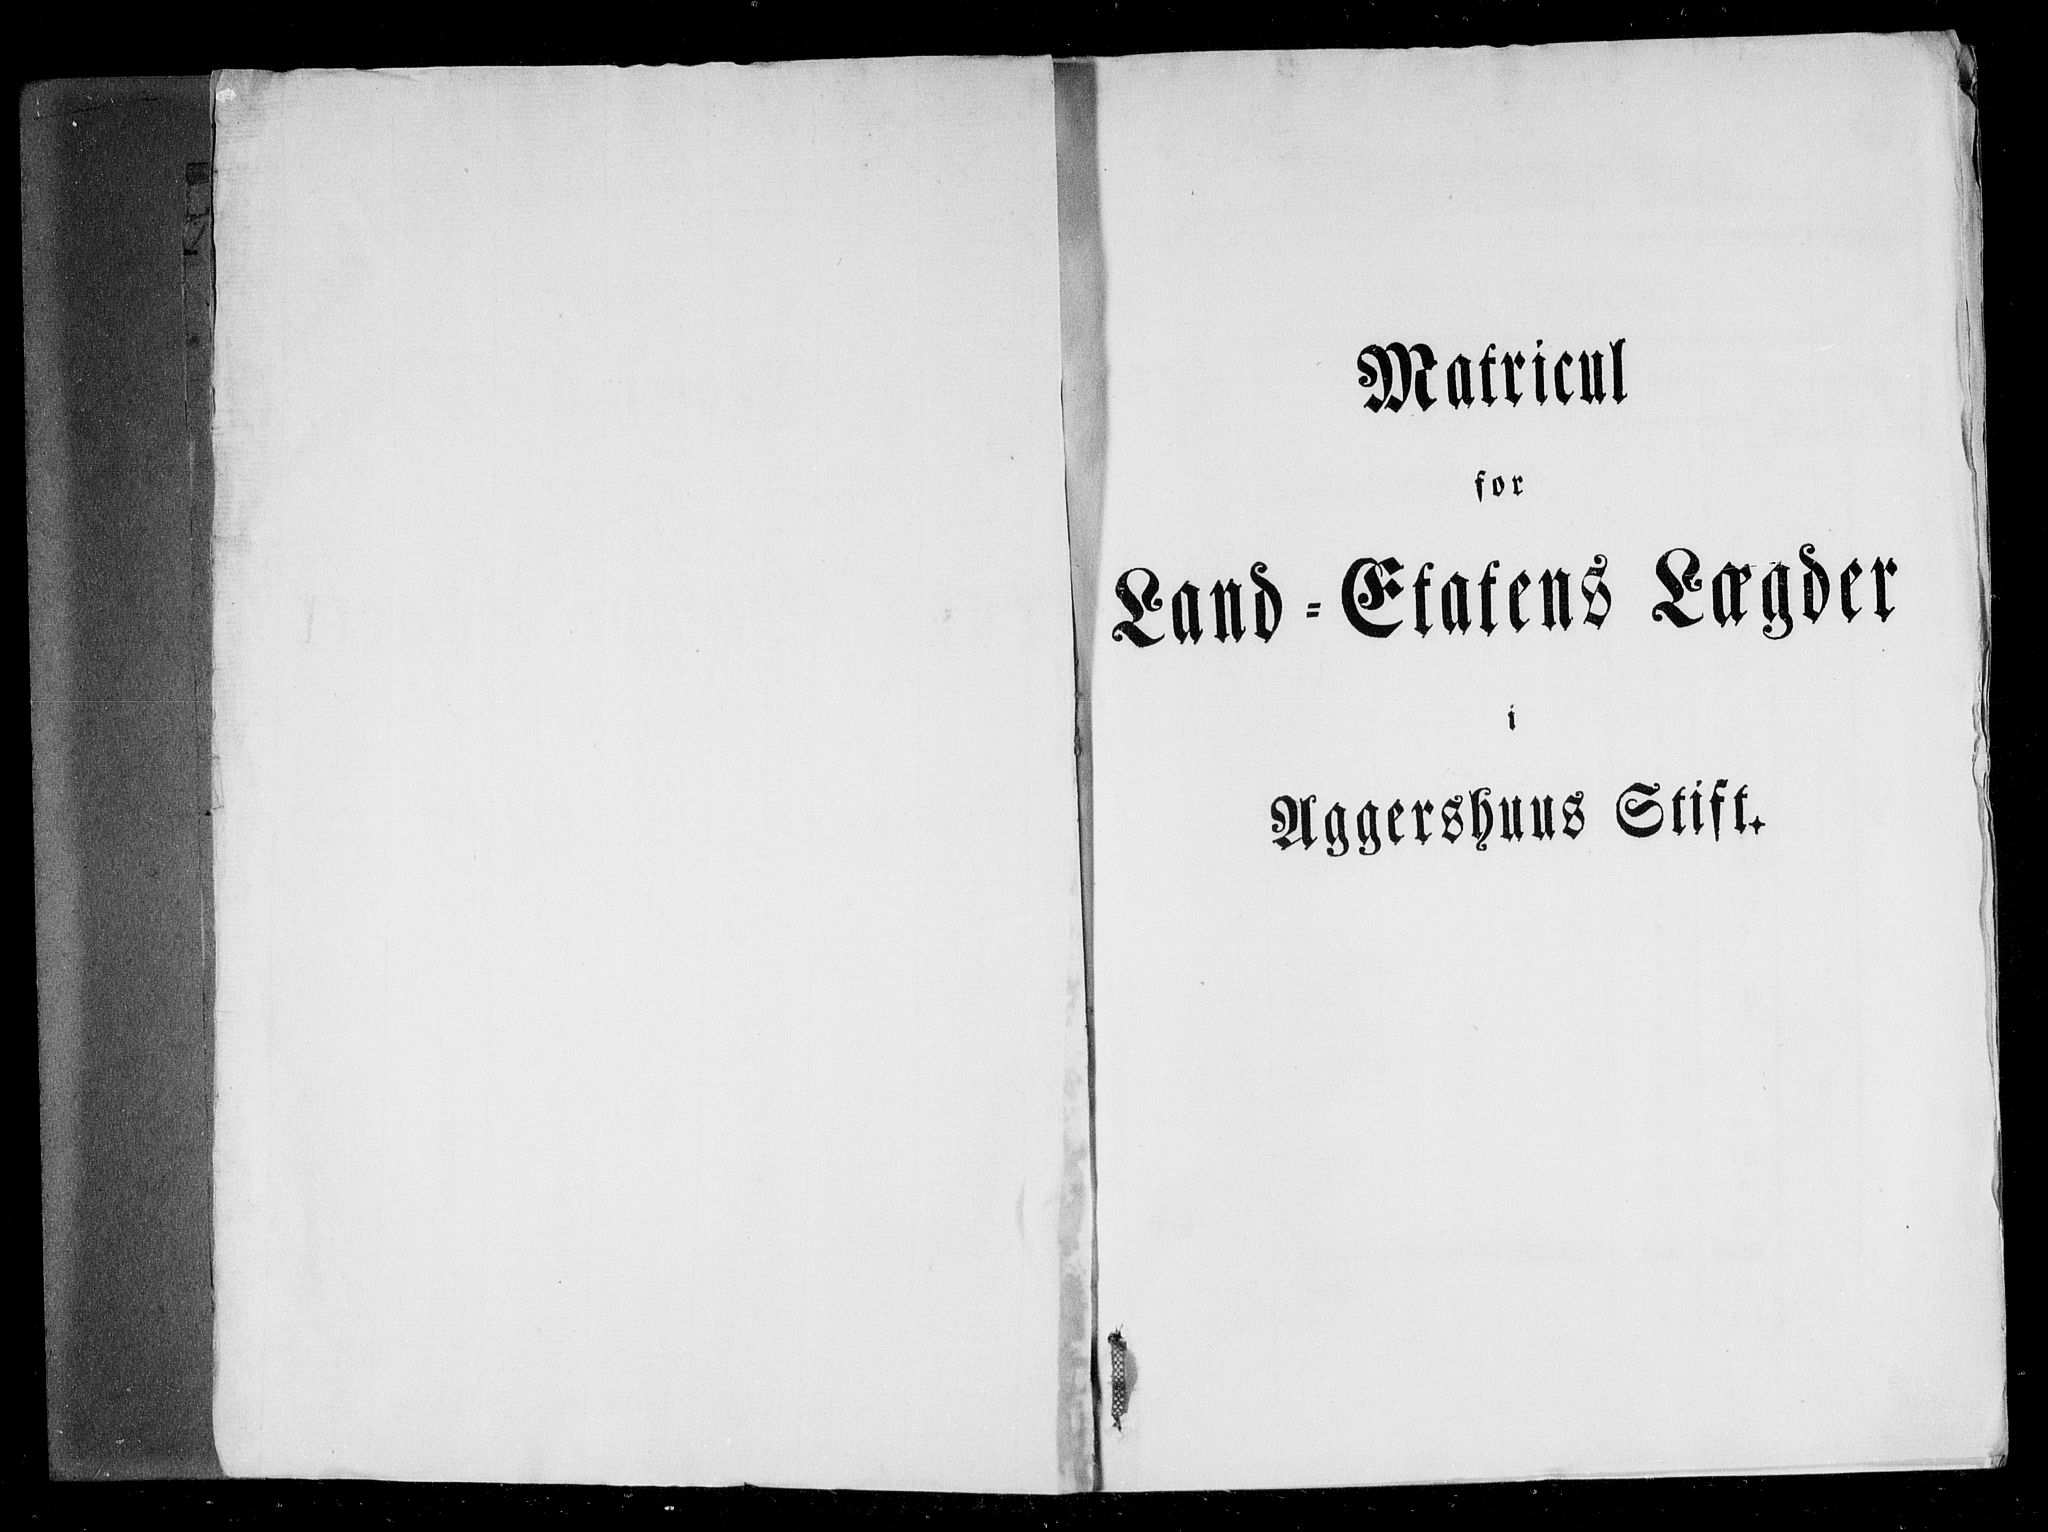 Matricul
for
Land-Etatens Lægder
i
Aggershuus Stift.